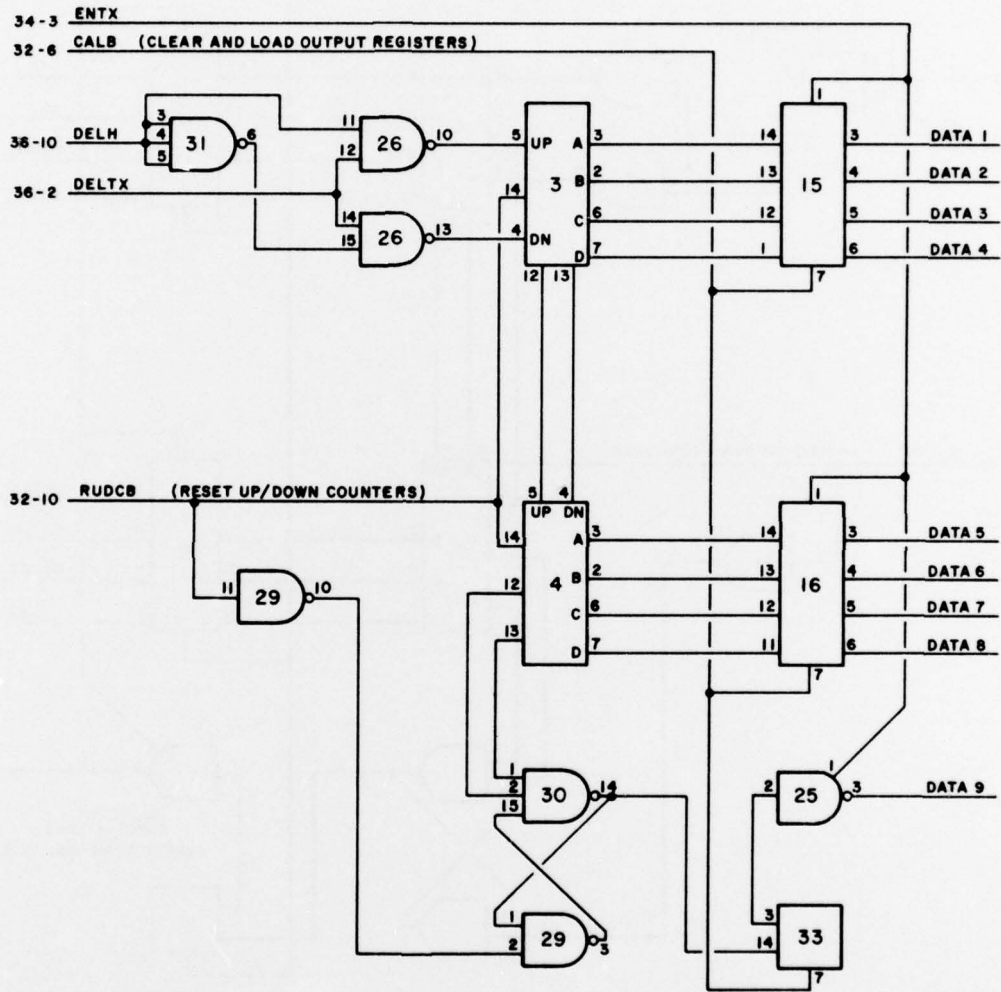 34-3 ENTX
32-6 CALB (CLEAR AND LOAD OUTPUT REGISTERS)
1
3
4
5
31
6
11
12
26
10
5 UP
A 3
14
3 DATA 1
36-10 DELH
36-2 DELTX
14
3
B 2
13
15
4 DATA 2
14
15
26
13
4 DN
C 6
12
5 DATA 3
D 7
1
6 DATA 4
12 13
7
32-10 RUDCB (RESET UP/DOWN COUNTERS)
5 4
UP DN
1
14
A 3
14
3 DATA 5
11
29
10
12
4
B 2
13
16
4 DATA 6
13
C 6
12
5 DATA 7
D 7
11
6 DATA 8
7
1
2
15
30
14
1
2
25
3 DATA 9
1
2
29
3
3
14
33
7